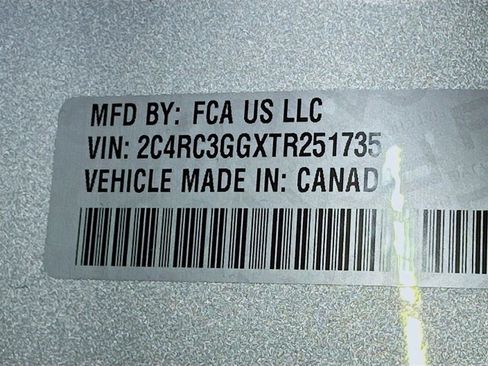 MFD BY: FCA US LLC
VIN: 2C4RC3GGXTR251735
VEHICLE MADE IN: CANAD